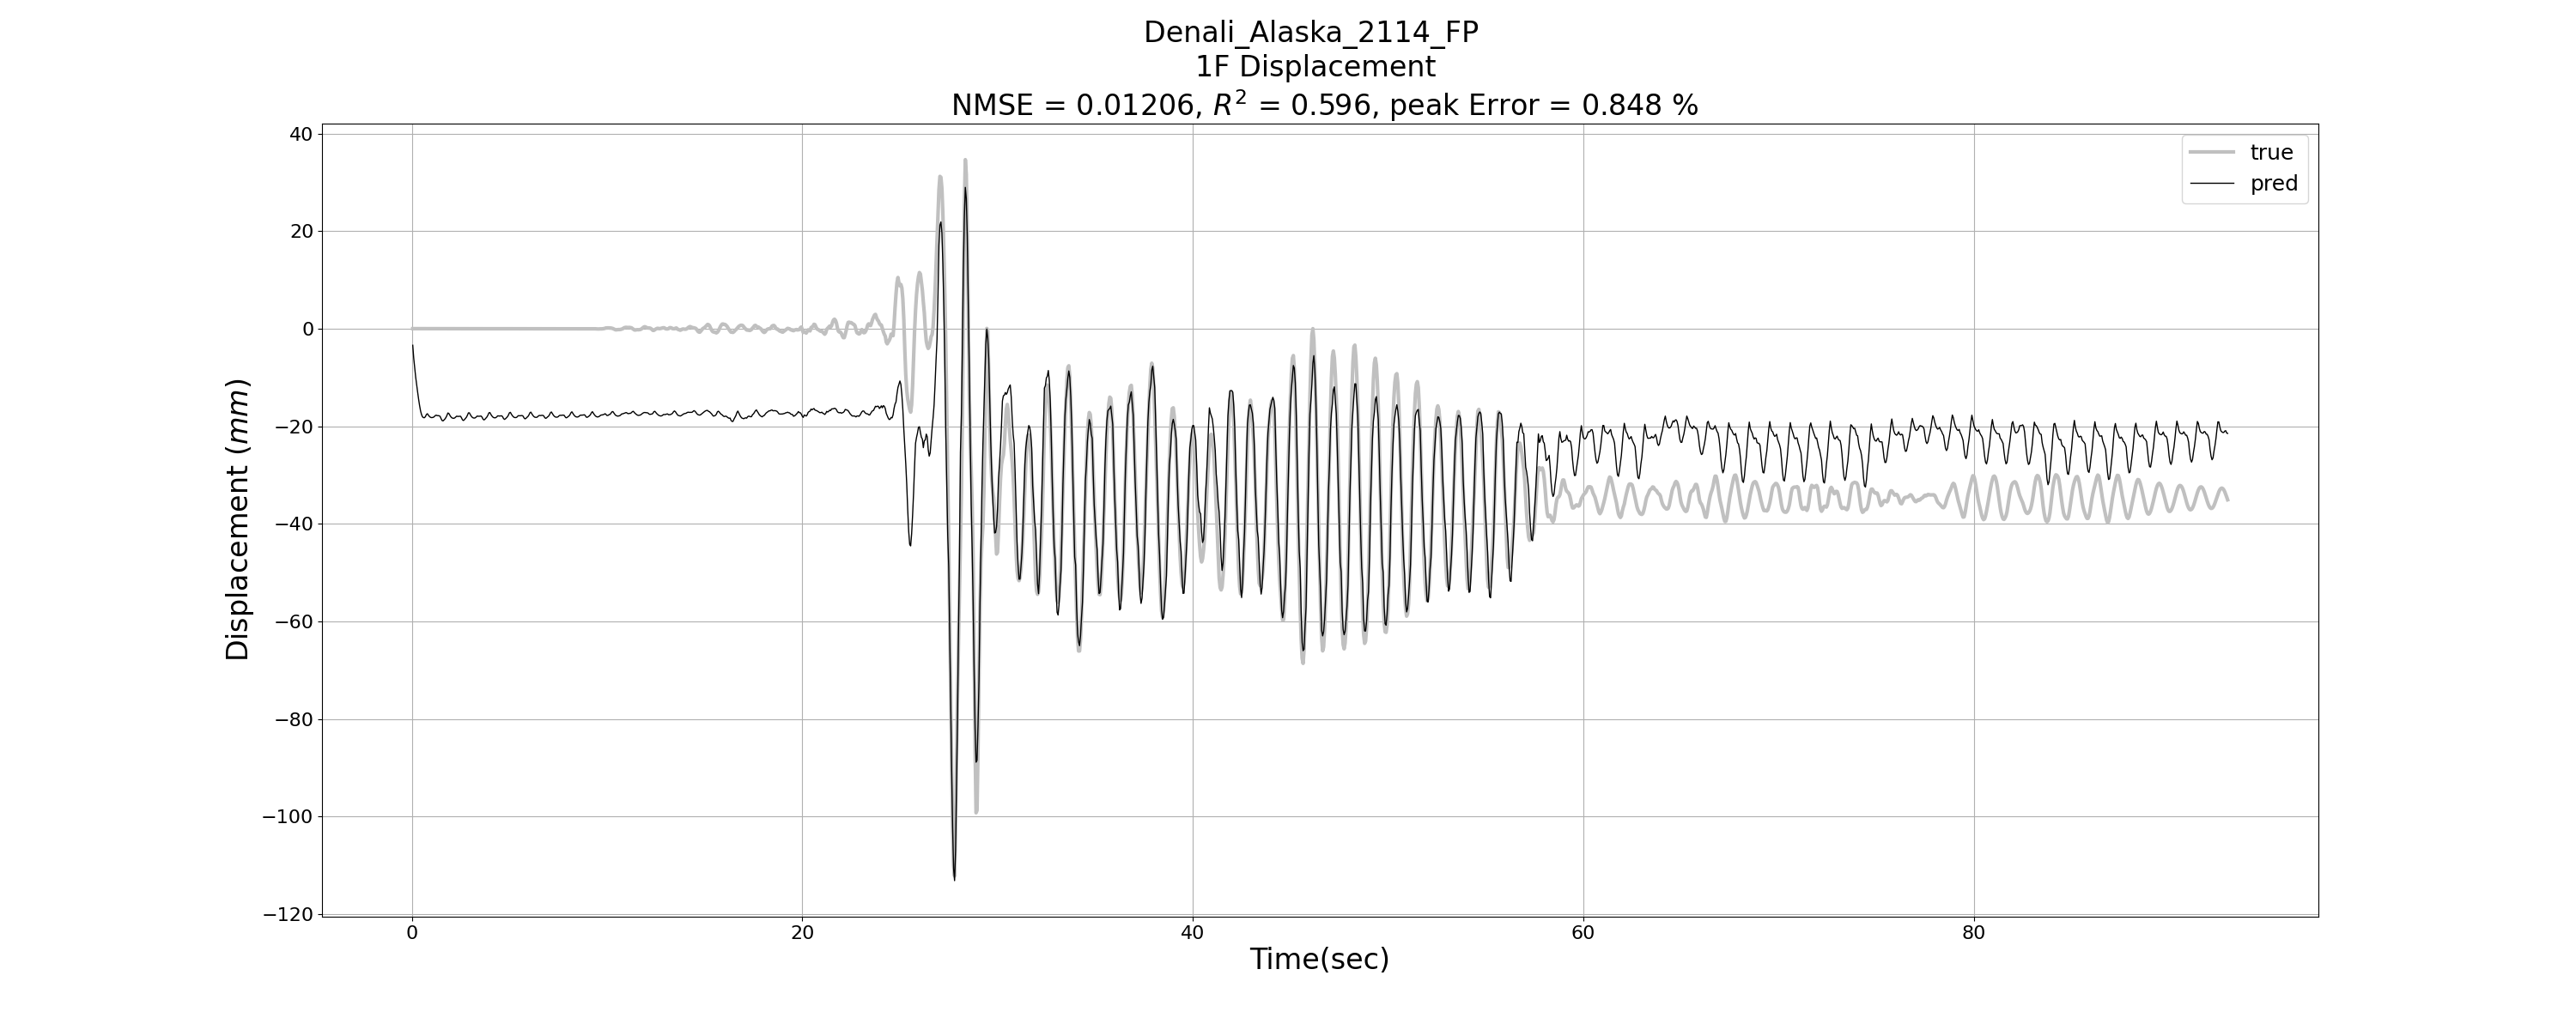 Denali_Alaska_2114_FP
1F Displacement
NMSE = 0.01206, R² = 0.596, peak Error = 0.848 %
true
pred
40
20
0
−20
−40
−60
−80
−100
−120
Displacement (mm)
0 20 40 60 80
Time(sec)